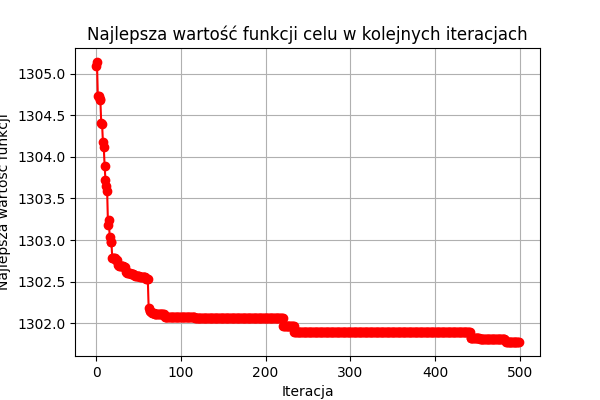 Najlepsza wartość funkcji celu w kolejnych iteracjach
Najlepsza wartość funkcji
1305.0
1304.5
1304.0
1303.5
1303.0
1302.5
1302.0
0 100 200 300 400 500
Iteracja